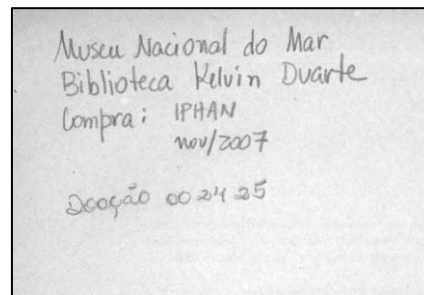 Museu Nacional do Mar
Biblioteca Kelvin Duarte
Compra: IPHAN
nov/2007
Doação 00 24 25